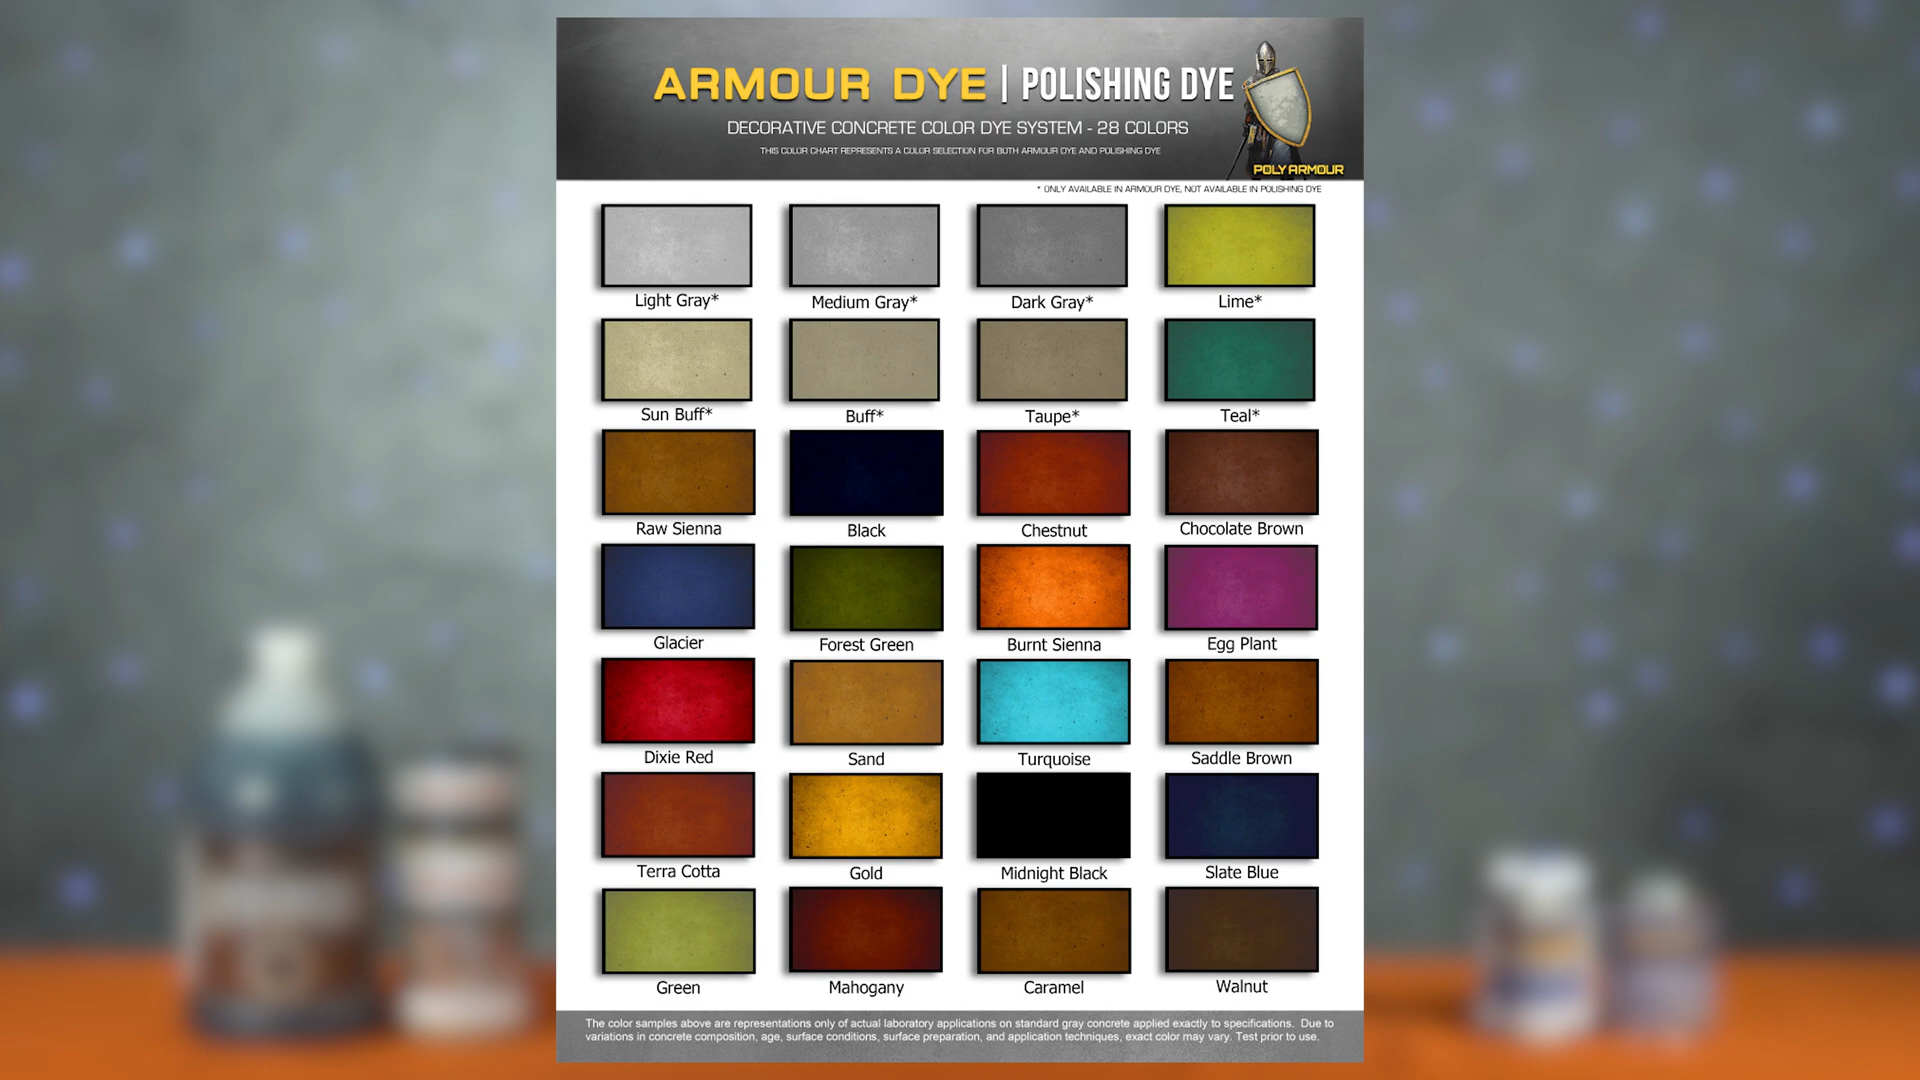 ARMOUR DYE | POLISHING DYE
DECORATIVE CONCRETE COLOR DYE SYSTEM - 28 COLORS
THIS COLOR CHART REPRESENTS A COLOR SELECTION FOR BOTH ARMOUR DYE AND POLISHING DYE
POLY ARMOUR
* ONLY AVAILABLE IN ARMOUR DYE, NOT AVAILABLE IN POLISHING DYE
Light Gray* Medium Gray* Dark Gray* Lime*
Sun Buff* Buff* Taupe* Teal*
Raw Sienna Black Chestnut Chocolate Brown
Glacier Forest Green Burnt Sienna Egg Plant
Dixie Red Sand Turquoise Saddle Brown
Terra Cotta Gold Midnight Black Slate Blue
Green Mahogany Caramel Walnut
The color samples above are representations only of actual laboratory applications on standard gray concrete applied exactly to specifications. Due to
variations in concrete composition, age, surface conditions, surface preparation, and application techniques, exact color may vary. Test prior to use.